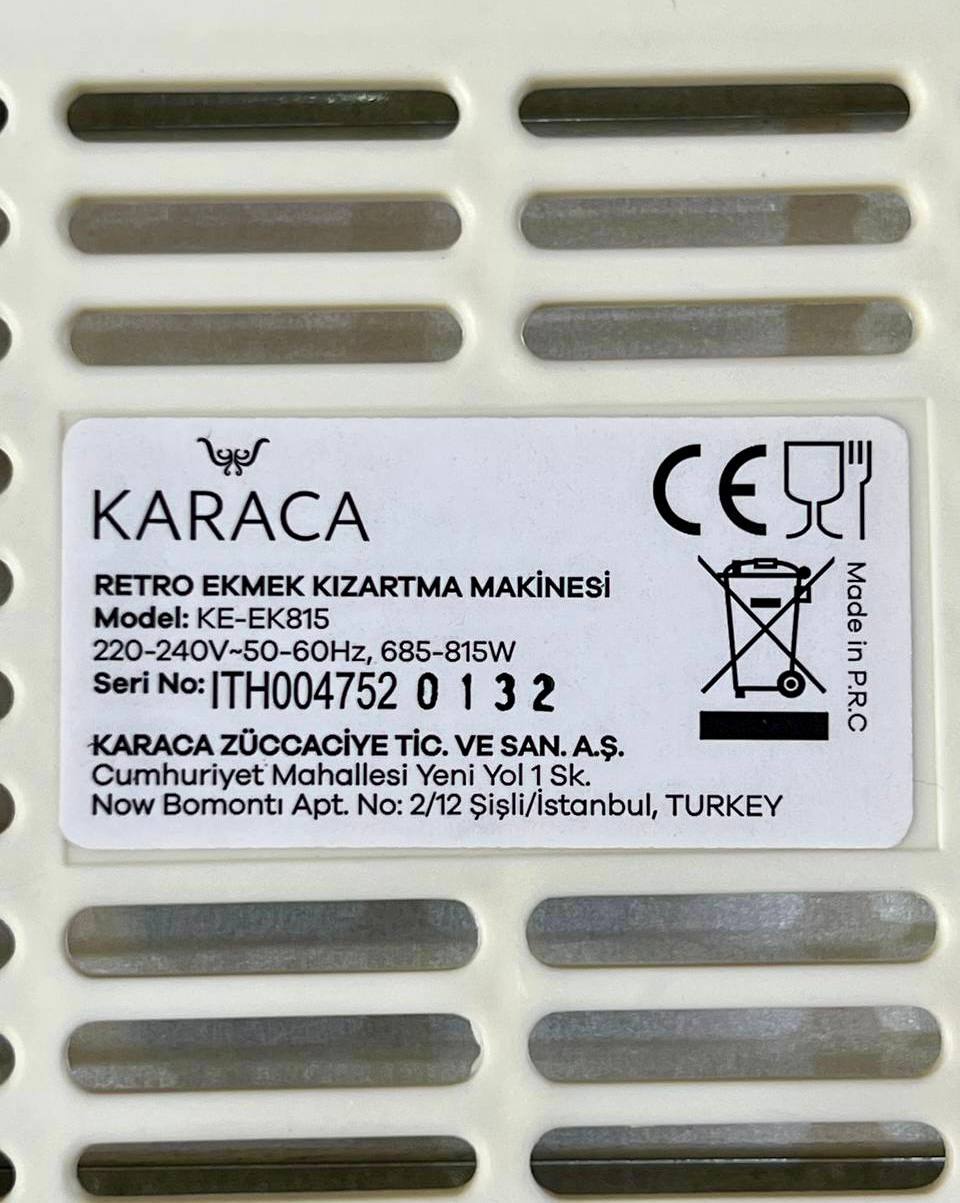 KARACA
CE
RETRO EKMEK KIZARTMA MAKİNESİ
Model: KE-EK815
220-240V~50-60Hz, 685-815W
Seri No: ITH004752 0 1 3 2
KARACA ZÜCCACİYE TİC. VE SAN. A.Ş.
Cumhuriyet Mahallesi Yeni Yol 1 Sk.
Now Bomontı Apt. No: 2/12 Şişli/İstanbul, TURKEY
Made in P.R.C